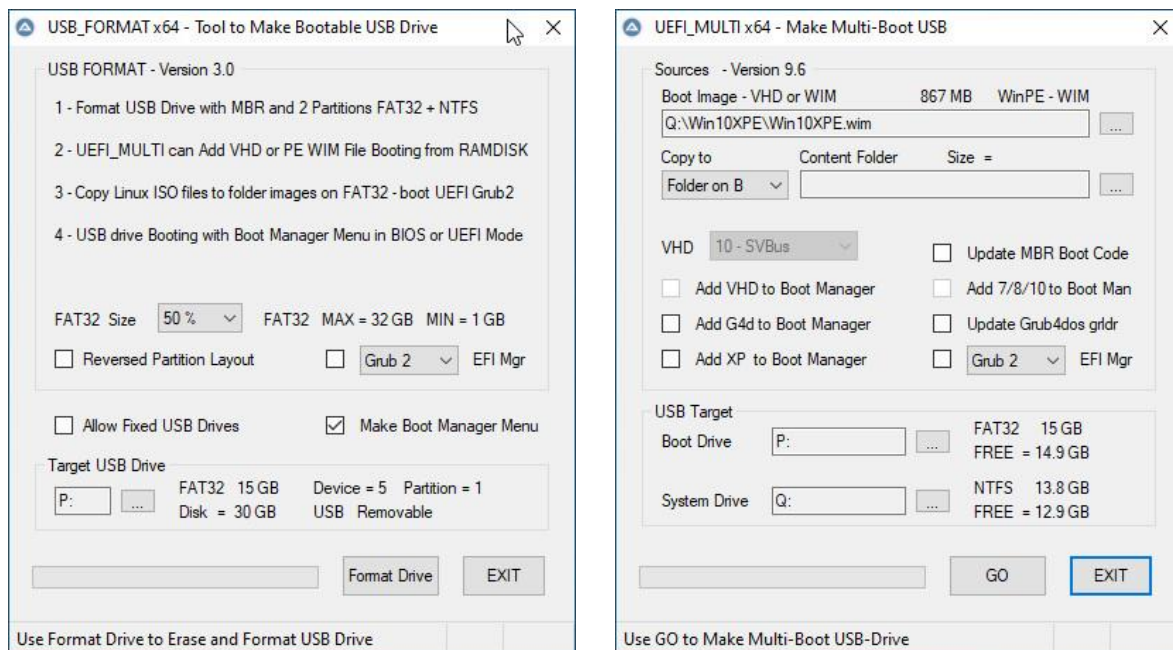 USB_FORMAT x64 - Tool to Make Bootable USB Drive
USB FORMAT - Version 3.0
1 - Format USB Drive with MBR and 2 Partitions FAT32 + NTFS
2 - UEFI_MULTI can Add VHD or PE WIM File Booting from RAMDISK
3 - Copy Linux ISO files to folder images on FAT32 - boot UEFI Grub2
4 - USB drive Booting with Boot Manager Menu in BIOS or UEFI Mode
FAT32 Size 50 % FAT32 MAX = 32 GB MIN = 1 GB
Reversed Partition Layout Grub 2 EFI Mgr
Allow Fixed USB Drives Make Boot Manager Menu
Target USB Drive
P: ... FAT32 15 GB Device = 5 Partition = 1
Disk = 30 GB USB Removable
Format Drive EXIT
Use Format Drive to Erase and Format USB Drive
UEFI_MULTI x64 - Make Multi-Boot USB
Sources - Version 9.6
Boot Image - VHD or WIM 867 MB WinPE - WIM
Q:\Win10XPE\Win10XPE.wim ...
Copy to Content Folder Size =
Folder on B ...
VHD 10 - SVBus Update MBR Boot Code
Add VHD to Boot Manager Add 7/8/10 to Boot Man
Add G4d to Boot Manager Update Grub4dos grldr
Add XP to Boot Manager Grub 2 EFI Mgr
USB Target
Boot Drive P: ... FAT32 15 GB
FREE = 14.9 GB
System Drive Q: ... NTFS 13.8 GB
FREE = 12.9 GB
GO EXIT
Use GO to Make Multi-Boot USB-Drive